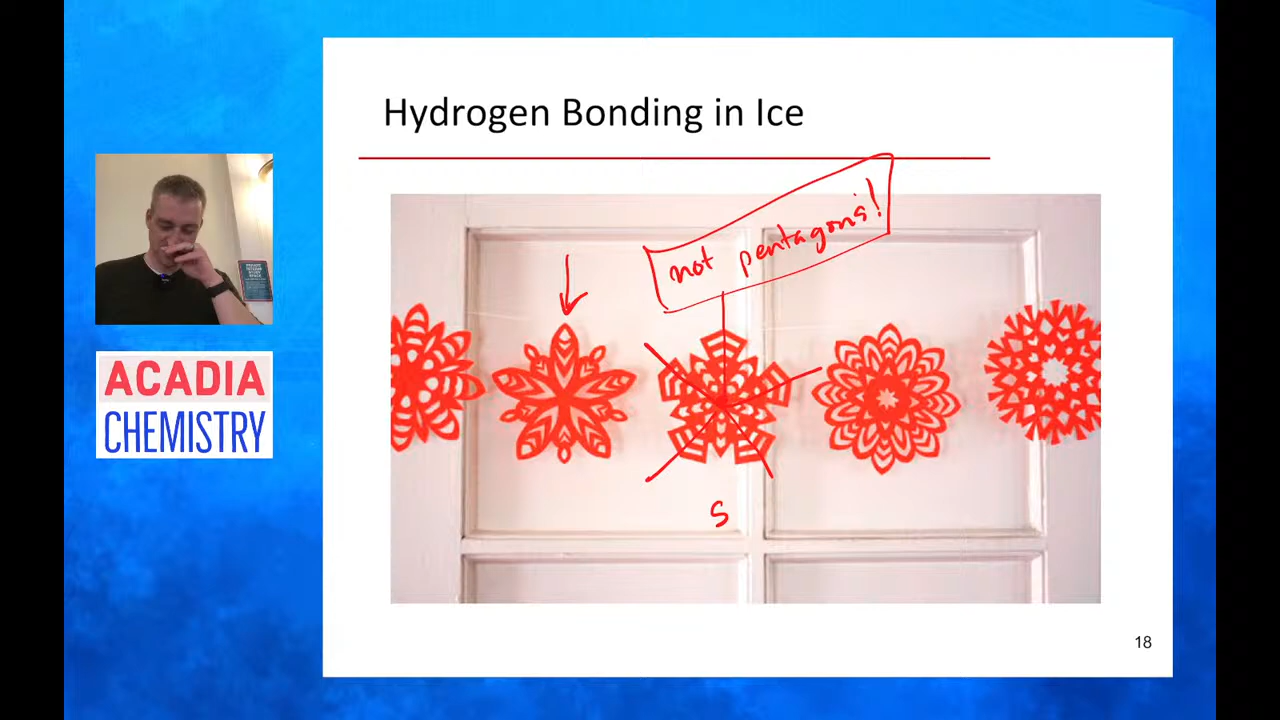 Hydrogen Bonding in Ice
not pentagons!
5
ACADIA
CHEMISTRY
18